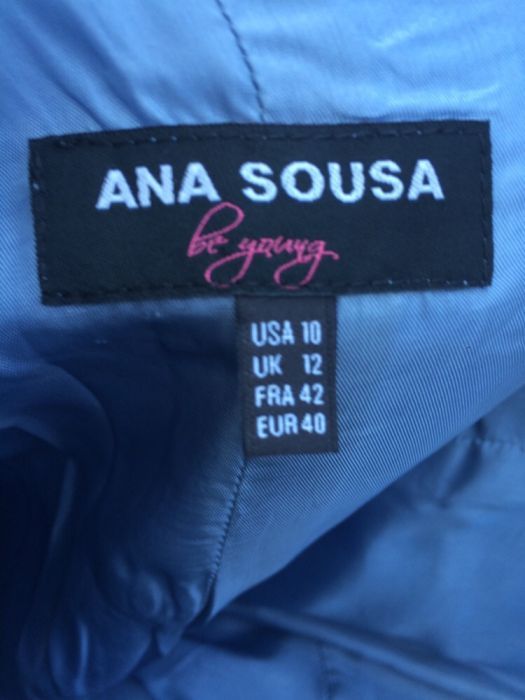 ANA SOUSA
be young
USA 10
UK 12
FRA 42
EUR 40